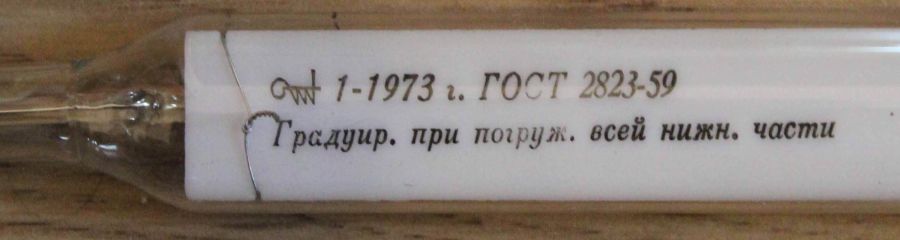 1-1973 г. ГОСТ 2823-59
Градуир. при погруж. всей нижн. части